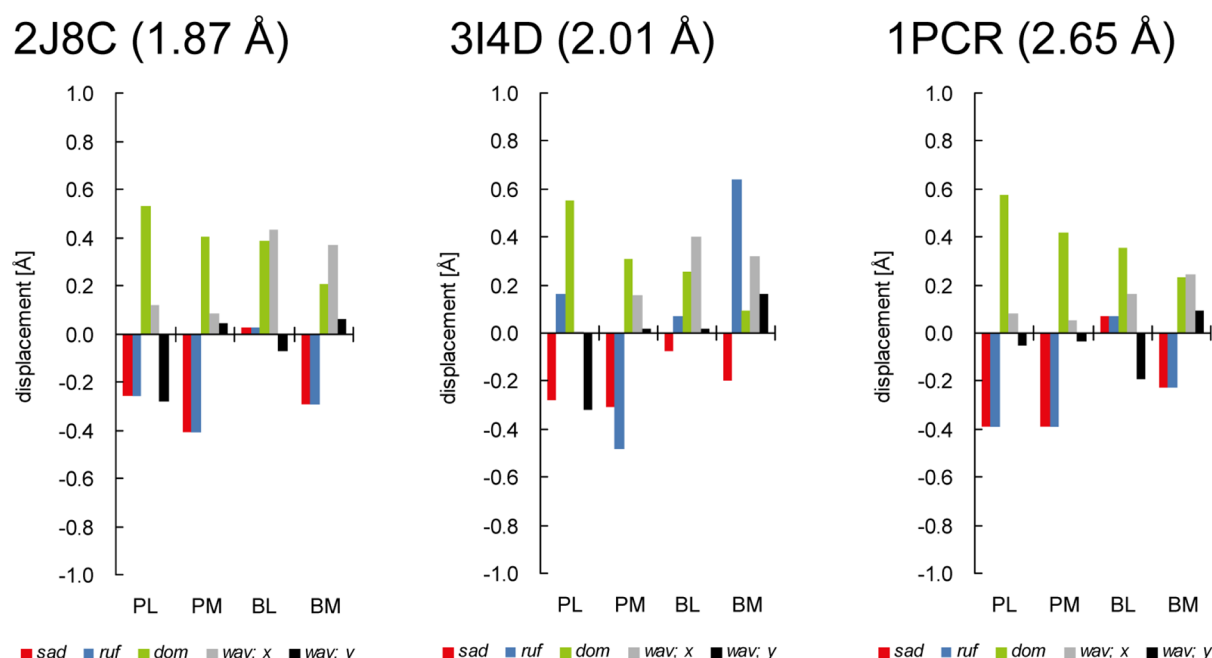 2J8C (1.87 Å)
1.0
0.8
0.6
0.4
0.2
0.0
-0.2
-0.4
-0.6
-0.8
-1.0
displacement [Å]
PL PM BL BM
sad ruf dom wav; x wav; y
3I4D (2.01 Å)
1.0
0.8
0.6
0.4
0.2
0.0
-0.2
-0.4
-0.6
-0.8
-1.0
displacement [Å]
PL PM BL BM
sad ruf dom wav; x wav; y
1PCR (2.65 Å)
1.0
0.8
0.6
0.4
0.2
0.0
-0.2
-0.4
-0.6
-0.8
-1.0
displacement [Å]
PL PM BL BM
sad ruf dom wav; x wav; y